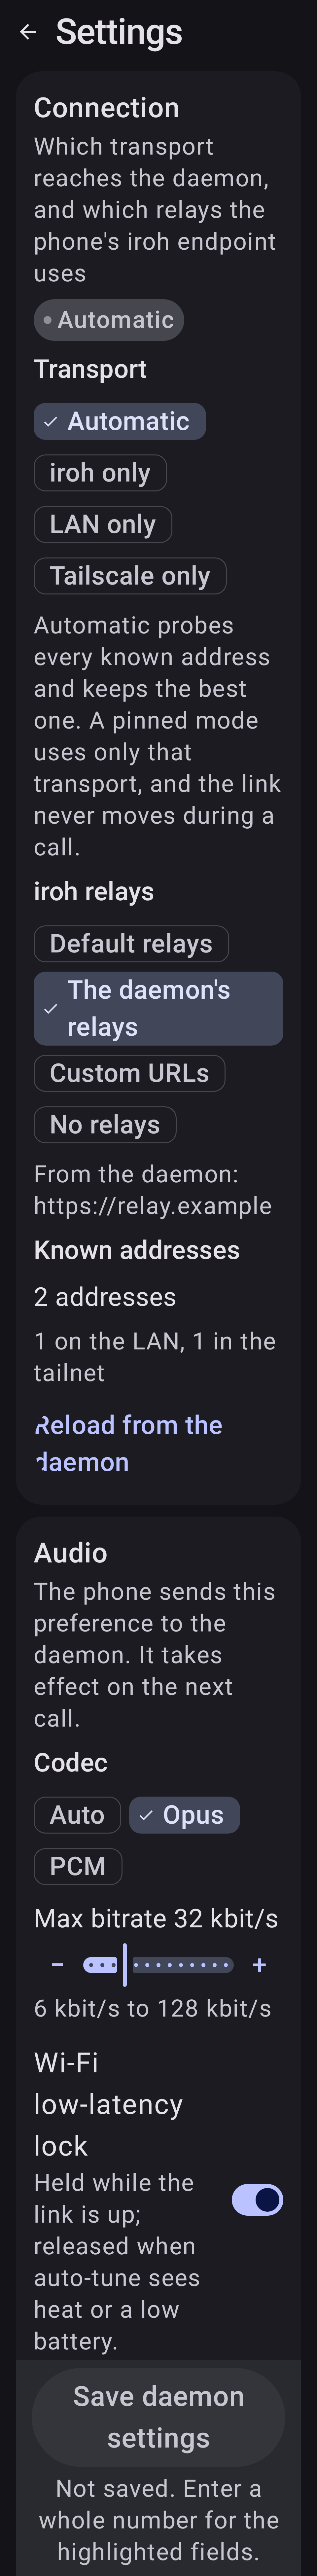 Settings
Connection
Which transport
reaches the daemon,
and which relays the
phone's iroh endpoint
uses
Automatic
Transport
Automatic
iroh only
LAN only
Tailscale only
Automatic probes
every known address
and keeps the best
one. A pinned mode
uses only that
transport, and the link
never moves during a
call.
iroh relays
Default relays
The daemon's
relays
Custom URLs
No relays
From the daemon:
https://relay.example
Known addresses
2 addresses
1 on the LAN, 1 in the
tailnet
Reload from the
daemon
Audio
The phone sends this
preference to the
daemon. It takes
effect on the next
call.
Codec
Auto
Opus
PCM
Max bitrate 32 kbit/s
− +
6 kbit/s to 128 kbit/s
Wi-Fi
low-latency
lock
Held while the
link is up;
released when
auto-tune sees
heat or a low
battery.
Save daemon
settings
Not saved. Enter a
whole number for the
highlighted fields.